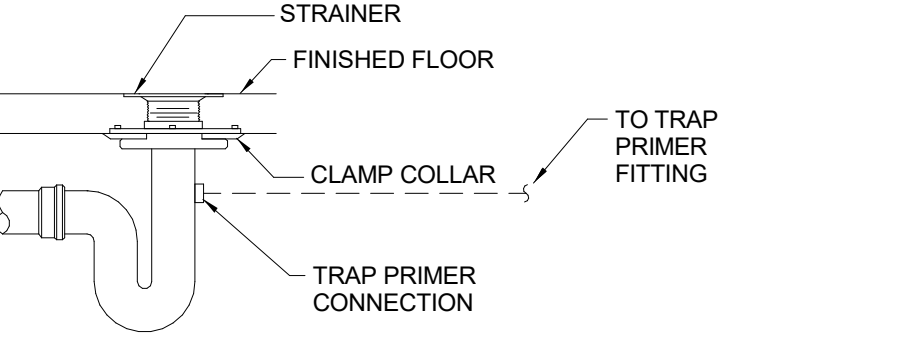 STRAINER
FINISHED FLOOR
TO TRAP
PRIMER
FITTING
CLAMP COLLAR
TRAP PRIMER
CONNECTION